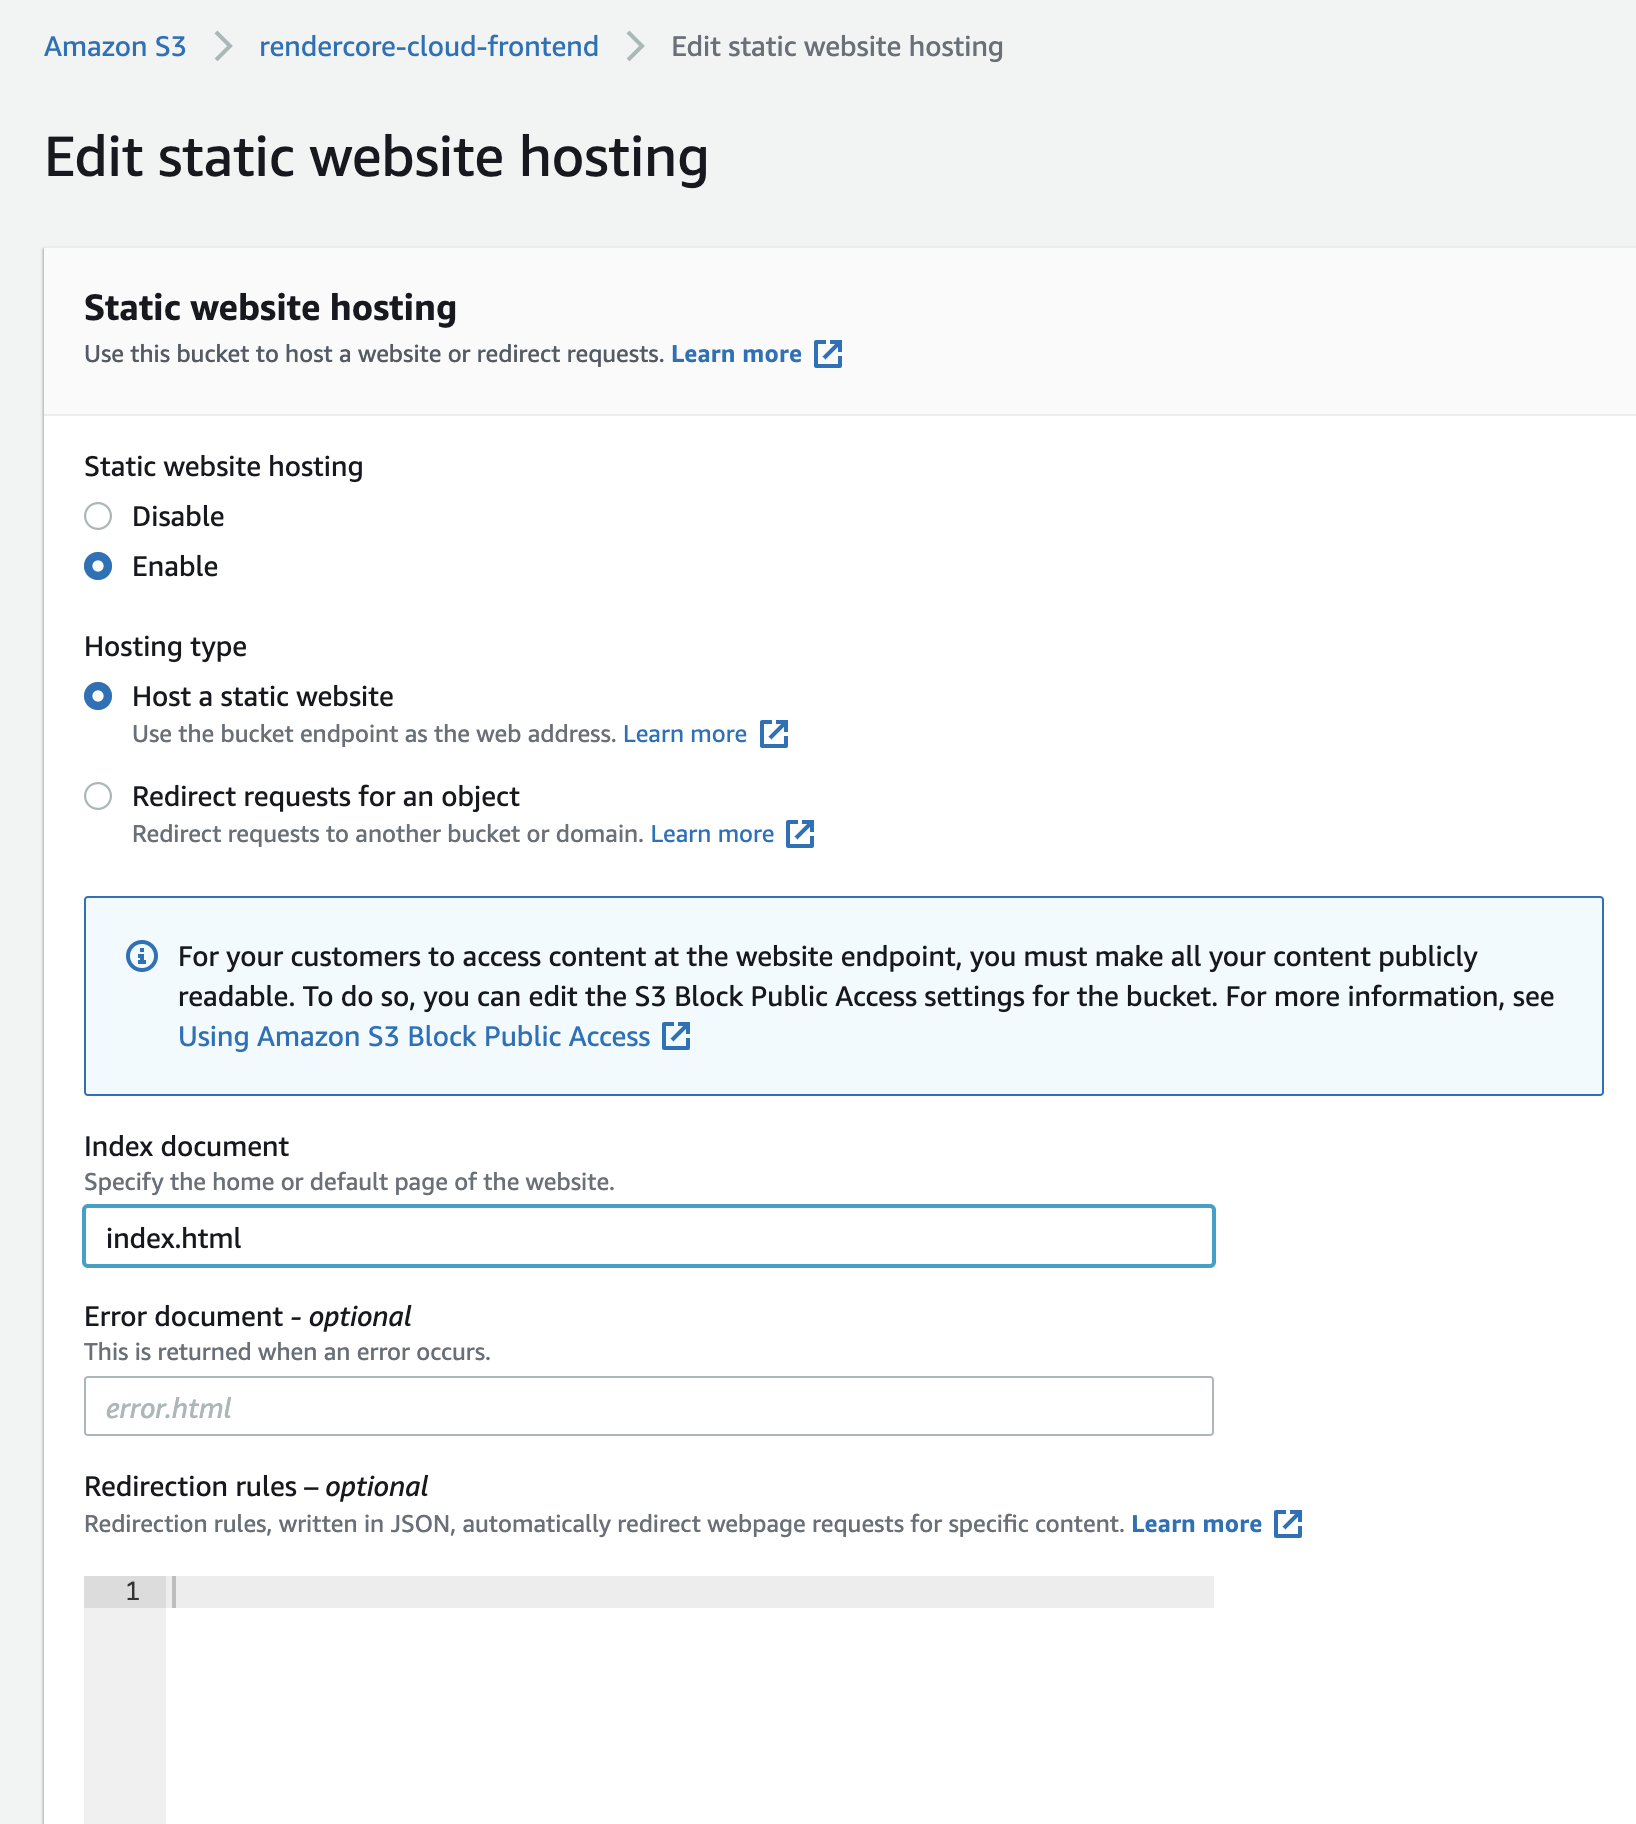 Amazon S3 > rendercore-cloud-frontend > Edit static website hosting
Edit static website hosting
Static website hosting
Use this bucket to host a website or redirect requests. Learn more
Static website hosting
Disable
Enable
Hosting type
Host a static website
Use the bucket endpoint as the web address. Learn more
Redirect requests for an object
Redirect requests to another bucket or domain. Learn more
For your customers to access content at the website endpoint, you must make all your content publicly
readable. To do so, you can edit the S3 Block Public Access settings for the bucket. For more information, see
Using Amazon S3 Block Public Access
Index document
Specify the home or default page of the website.
index.html
Error document - optional
This is returned when an error occurs.
error.html
Redirection rules – optional
Redirection rules, written in JSON, automatically redirect webpage requests for specific content. Learn more
1